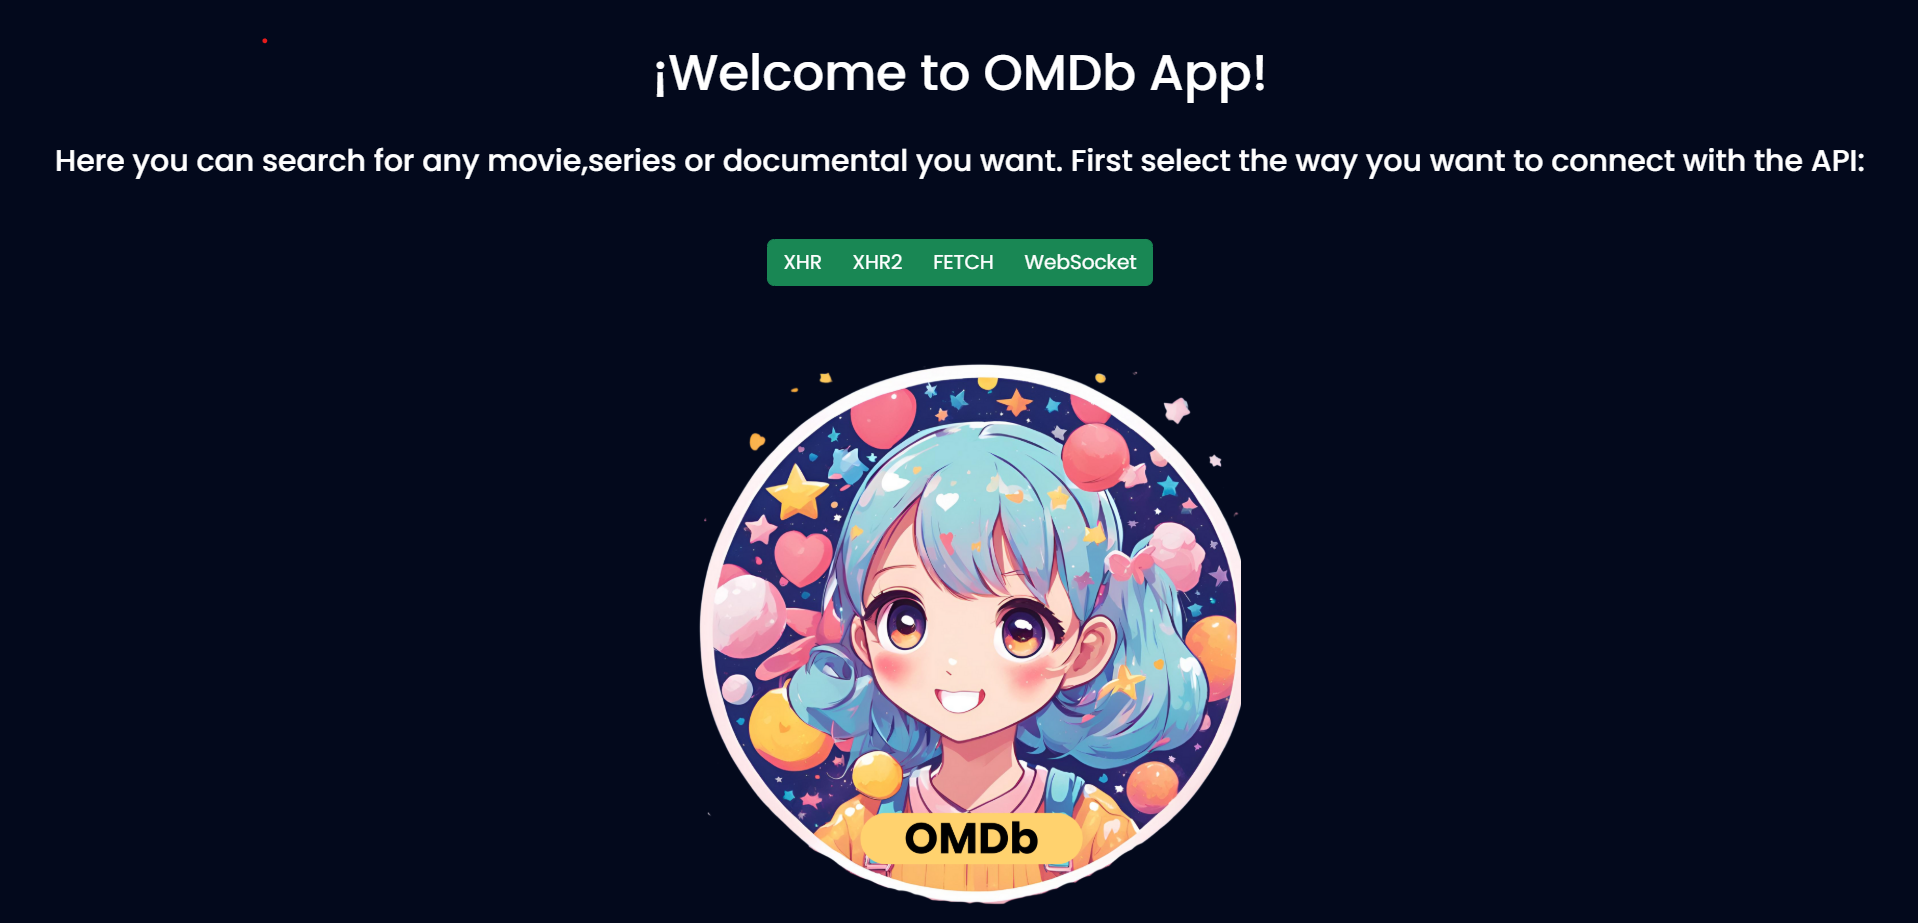 ¡Welcome to OMDb App!
Here you can search for any movie,series or documental you want. First select the way you want to connect with the API:
XHR XHR2 FETCH WebSocket
OMDb